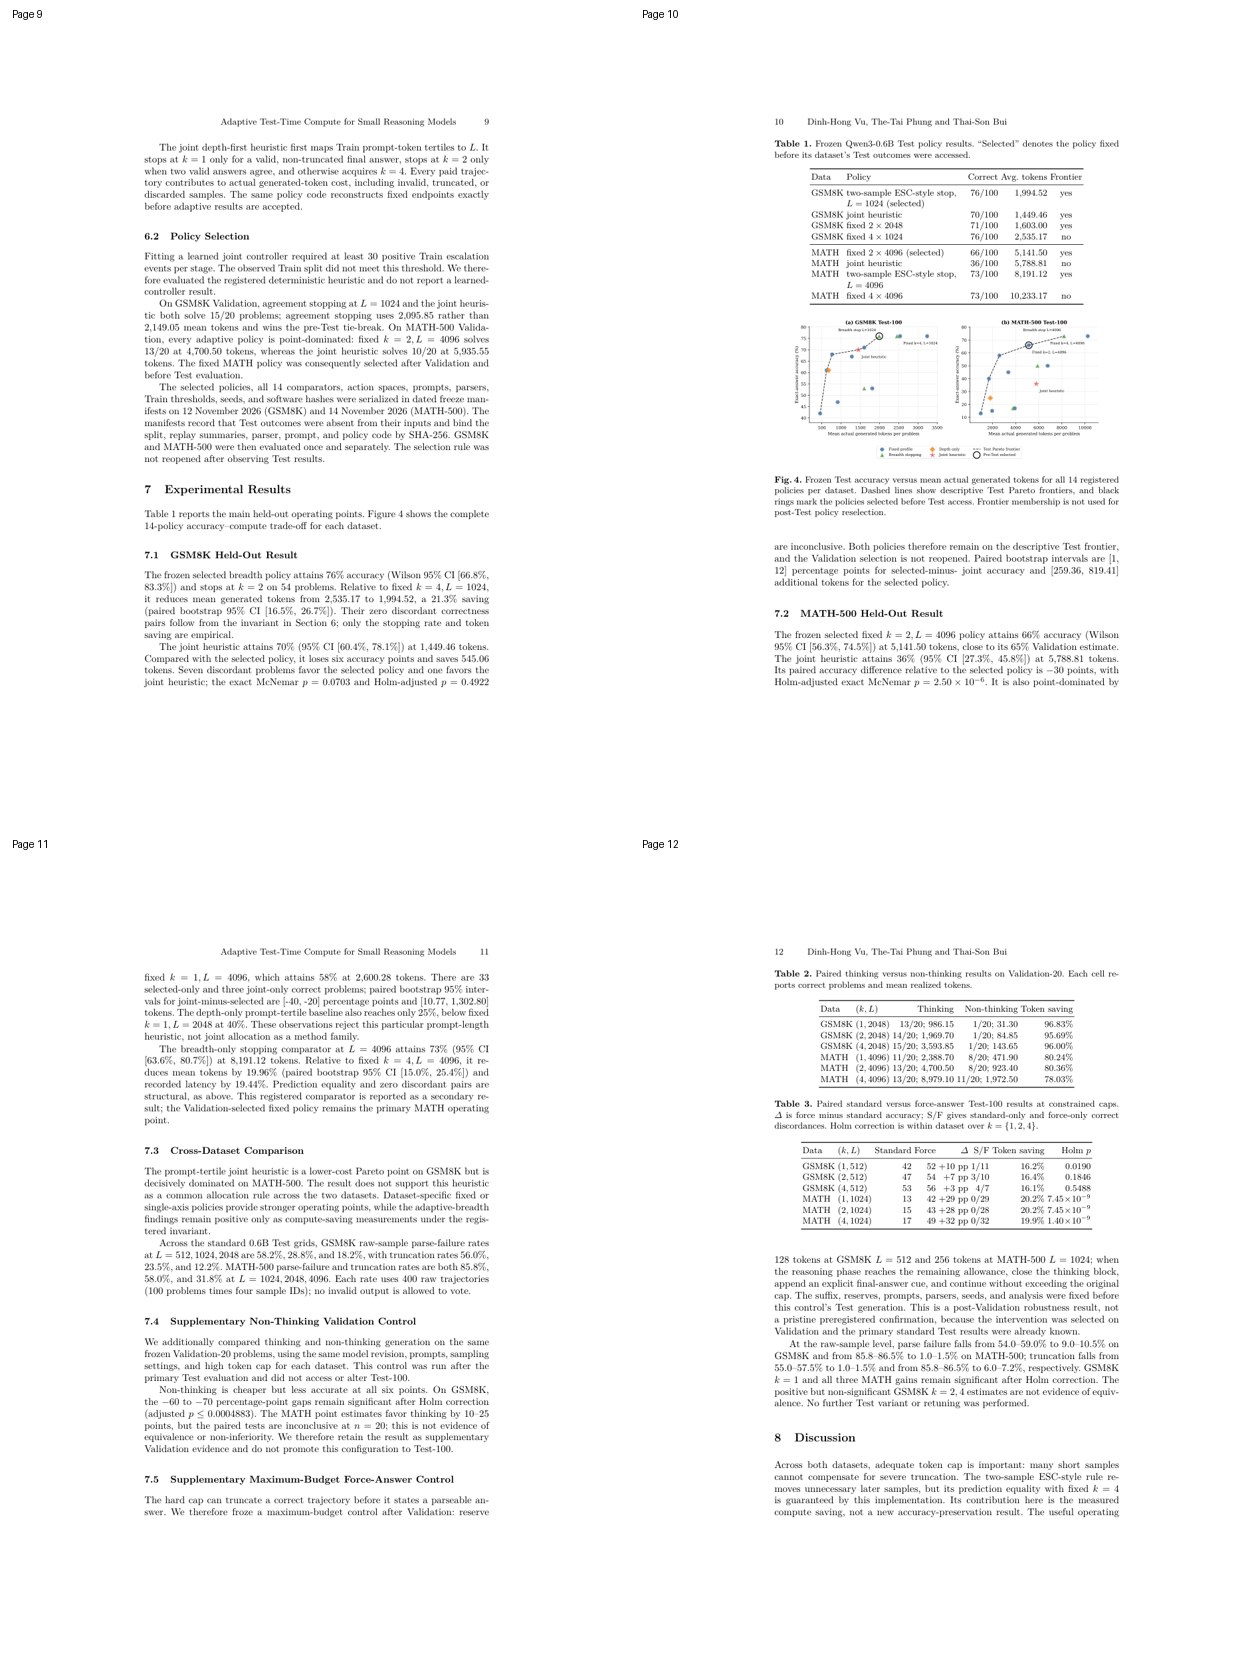 Page 9
Adaptive Test-Time Compute for Small Reasoning Models 9
The joint depth-first heuristic first maps Train prompt-token tertiles to L. It
stops at k = 1 only for a valid, non-truncated final answer, stops at k = 2 only
when two valid answers agree, and otherwise acquires k = 4. Every paid trajec-
tory contributes to actual generated-token cost, including invalid, truncated, or
discarded samples. The same policy code reconstructs fixed endpoints exactly
before adaptive results are accepted.
6.2 Policy Selection
Fitting a learned joint controller required at least 30 positive Train escalation
events per stage. The observed Train split did not meet this threshold. We there-
fore evaluated the registered deterministic heuristic and do not report a learned-
controller result.
On GSM8K Validation, agreement stopping at L = 1024 and the joint heuris-
tic both solve 15/20 problems; agreement stopping uses 2,095.85 rather than
2,149.05 mean tokens and wins the pre-Test tie-break. On MATH-500 Valida-
tion, every adaptive policy is point-dominated: fixed k = 2, L = 4096 solves
13/20 at 4,700.50 tokens, whereas the joint heuristic solves 10/20 at 5,935.55
tokens. The fixed MATH policy was consequently selected after Validation and
before Test evaluation.
The selected policies, all 14 comparators, action spaces, prompts, parsers,
Train thresholds, seeds, and software hashes were serialized in dated freeze man-
ifests on 12 November 2026 (GSM8K) and 14 November 2026 (MATH-500). The
manifests record that Test outcomes were absent from their inputs and bind the
split, replay summaries, parser, prompt, and policy code by SHA-256. GSM8K
and MATH-500 were then evaluated once and separately. The selection rule was
not reopened after observing Test results.
7 Experimental Results
Table 1 reports the main held-out operating points. Figure 4 shows the complete
14-policy accuracy–compute trade-off for each dataset.
7.1 GSM8K Held-Out Result
The frozen selected breadth policy attains 76% accuracy (Wilson 95% CI [66.8%,
83.3%]) and stops at k = 2 on 54 problems. Relative to fixed k = 4, L = 1024,
it reduces mean generated tokens from 2,535.17 to 1,994.52, a 21.3% saving
(paired bootstrap 95% CI [16.5%, 26.7%]). Their zero discordant correctness
pairs follow from the invariant in Section 6; only the stopping rate and token
saving are empirical.
The joint heuristic attains 70% (95% CI [60.4%, 78.1%]) at 1,449.46 tokens.
Compared with the selected policy, it loses six accuracy points and saves 545.06
tokens. Seven discordant problems favor the selected policy and one favors the
joint heuristic; the exact McNemar p = 0.0703 and Holm-adjusted p = 0.4922
Page 10
10 Dinh-Hong Vu, The-Tai Phung and Thai-Son Bui
Table 1. Frozen Qwen3-0.6B Test policy results. “Selected” denotes the policy fixed
before its dataset’s Test outcomes were accessed.
Data Policy Correct Avg. tokens Frontier
GSM8K two-sample ESC-style stop, 76/100 1,994.52 yes
L = 1024 (selected)
GSM8K joint heuristic 70/100 1,449.46 yes
GSM8K fixed 2 × 2048 71/100 1,603.00 yes
GSM8K fixed 4 × 1024 76/100 2,535.17 no
MATH fixed 2 × 4096 (selected) 66/100 5,141.50 yes
MATH joint heuristic 36/100 5,788.81 no
MATH two-sample ESC-style stop, 73/100 8,191.12 yes
L = 4096
MATH fixed 4 × 4096 73/100 10,233.17 no
(a) GSM8K Test-100
Exact-answer accuracy (%)
80
75
70
65
60
55
50
45
40
Breadth stop L=1024
Fixed k=4, L=1024
Joint heuristic
500 1000 1500 2000 2500 3000 3500
Mean actual generated tokens per problem
(b) MATH-500 Test-100
Exact-answer accuracy (%)
80
70
60
50
40
30
20
10
Breadth stop L=4096
Fixed k=4, L=4096
Fixed k=2, L=4096
Joint heuristic
2000 4000 6000 8000 10000
Mean actual generated tokens per problem
Fixed profile Depth only Test Pareto frontier
Breadth stopping Joint heuristic Pre-Test selected
Fig. 4. Frozen Test accuracy versus mean actual generated tokens for all 14 registered
policies per dataset. Dashed lines show descriptive Test Pareto frontiers, and black
rings mark the policies selected before Test access. Frontier membership is not used for
post-Test policy reselection.
are inconclusive. Both policies therefore remain on the descriptive Test frontier,
and the Validation selection is not reopened. Paired bootstrap intervals are [1,
12] percentage points for selected-minus- joint accuracy and [259.36, 819.41]
additional tokens for the selected policy.
7.2 MATH-500 Held-Out Result
The frozen selected fixed k = 2, L = 4096 policy attains 66% accuracy (Wilson
95% CI [56.3%, 74.5%]) at 5,141.50 tokens, close to its 65% Validation estimate.
The joint heuristic attains 36% (95% CI [27.3%, 45.8%]) at 5,788.81 tokens.
Its paired accuracy difference relative to the selected policy is −30 points, with
Holm-adjusted exact McNemar p = 2.50 × 10⁻⁶. It is also point-dominated by
Page 11
Adaptive Test-Time Compute for Small Reasoning Models 11
fixed k = 1, L = 4096, which attains 58% at 2,600.28 tokens. There are 33
selected-only and three joint-only correct problems; paired bootstrap 95% inter-
vals for joint-minus-selected are [-40, -20] percentage points and [10.77, 1,302.80]
tokens. The depth-only prompt-tertile baseline also reaches only 25%, below fixed
k = 1, L = 2048 at 40%. These observations reject this particular prompt-length
heuristic, not joint allocation as a method family.
The breadth-only stopping comparator at L = 4096 attains 73% (95% CI
[63.6%, 80.7%]) at 8,191.12 tokens. Relative to fixed k = 4, L = 4096, it re-
duces mean tokens by 19.96% (paired bootstrap 95% CI [15.0%, 25.4%]) and
recorded latency by 19.44%. Prediction equality and zero discordant pairs are
structural, as above. This registered comparator is reported as a secondary re-
sult; the Validation-selected fixed policy remains the primary MATH operating
point.
7.3 Cross-Dataset Comparison
The prompt-tertile joint heuristic is a lower-cost Pareto point on GSM8K but is
decisively dominated on MATH-500. The result does not support this heuristic
as a common allocation rule across the two datasets. Dataset-specific fixed or
single-axis policies provide stronger operating points, while the adaptive-breadth
findings remain positive only as compute-saving measurements under the regis-
tered invariant.
Across the standard 0.6B Test grids, GSM8K raw-sample parse-failure rates
at L = 512, 1024, 2048 are 58.2%, 28.8%, and 18.2%, with truncation rates 56.0%,
23.5%, and 12.2%. MATH-500 parse-failure and truncation rates are both 85.8%,
58.0%, and 31.8% at L = 1024, 2048, 4096. Each rate uses 400 raw trajectories
(100 problems times four sample IDs); no invalid output is allowed to vote.
7.4 Supplementary Non-Thinking Validation Control
We additionally compared thinking and non-thinking generation on the same
frozen Validation-20 problems, using the same model revision, prompts, sampling
settings, and high token cap for each dataset. This control was run after the
primary Test evaluation and did not access or alter Test-100.
Non-thinking is cheaper but less accurate at all six points. On GSM8K,
the −60 to −70 percentage-point gaps remain significant after Holm correction
(adjusted p ≤ 0.0004883). The MATH point estimates favor thinking by 10–25
points, but the paired tests are inconclusive at n = 20; this is not evidence of
equivalence or non-inferiority. We therefore retain the result as supplementary
Validation evidence and do not promote this configuration to Test-100.
7.5 Supplementary Maximum-Budget Force-Answer Control
The hard cap can truncate a correct trajectory before it states a parseable an-
swer. We therefore froze a maximum-budget control after Validation: reserve
Page 12
12 Dinh-Hong Vu, The-Tai Phung and Thai-Son Bui
Table 2. Paired thinking versus non-thinking results on Validation-20. Each cell re-
ports correct problems and mean realized tokens.
Data (k, L) Thinking Non-thinking Token saving
GSM8K (1, 2048) 13/20; 986.15 1/20; 31.30 96.83%
GSM8K (2, 2048) 14/20; 1,969.70 1/20; 84.85 95.69%
GSM8K (4, 2048) 15/20; 3,593.85 1/20; 143.65 96.00%
MATH (1, 4096) 11/20; 2,388.70 8/20; 471.90 80.24%
MATH (2, 4096) 13/20; 4,700.50 8/20; 923.40 80.36%
MATH (4, 4096) 13/20; 8,979.10 11/20; 1,972.50 78.03%
Table 3. Paired standard versus force-answer Test-100 results at constrained caps.
Δ is force minus standard accuracy; S/F gives standard-only and force-only correct
discordances. Holm correction is within dataset over k = {1, 2, 4}.
Data (k, L) Standard Force Δ S/F Token saving Holm p
GSM8K (1, 512) 42 52 +10 pp 1/11 16.2% 0.0190
GSM8K (2, 512) 47 54 +7 pp 3/10 16.4% 0.1846
GSM8K (4, 512) 53 56 +3 pp 4/7 16.1% 0.5488
MATH (1, 1024) 13 42 +29 pp 0/29 20.2% 7.45×10⁻⁹
MATH (2, 1024) 15 43 +28 pp 0/28 20.2% 7.45×10⁻⁹
MATH (4, 1024) 17 49 +32 pp 0/32 19.9% 1.40×10⁻⁹
128 tokens at GSM8K L = 512 and 256 tokens at MATH-500 L = 1024; when
the reasoning phase reaches the remaining allowance, close the thinking block,
append an explicit final-answer cue, and continue without exceeding the original
cap. The suffix, reserves, prompts, parsers, seeds, and analysis were fixed before
this control’s Test generation. This is a post-Validation robustness result, not
a pristine preregistered confirmation, because the intervention was selected on
Validation and the primary standard Test results were already known.
At the raw-sample level, parse failure falls from 54.0–59.0% to 9.0–10.5% on
GSM8K and from 85.8–86.5% to 1.0–1.5% on MATH-500; truncation falls from
55.0–57.5% to 1.0–1.5% and from 85.8–86.5% to 6.0–7.2%, respectively. GSM8K
k = 1 and all three MATH gains remain significant after Holm correction. The
positive but non-significant GSM8K k = 2, 4 estimates are not evidence of equiv-
alence. No further Test variant or retuning was performed.
8 Discussion
Across both datasets, adequate token cap is important: many short samples
cannot compensate for severe truncation. The two-sample ESC-style rule re-
moves unnecessary later samples, but its prediction equality with fixed k = 4
is guaranteed by this implementation. Its contribution here is the measured
compute saving, not a new accuracy-preservation result. The useful operating